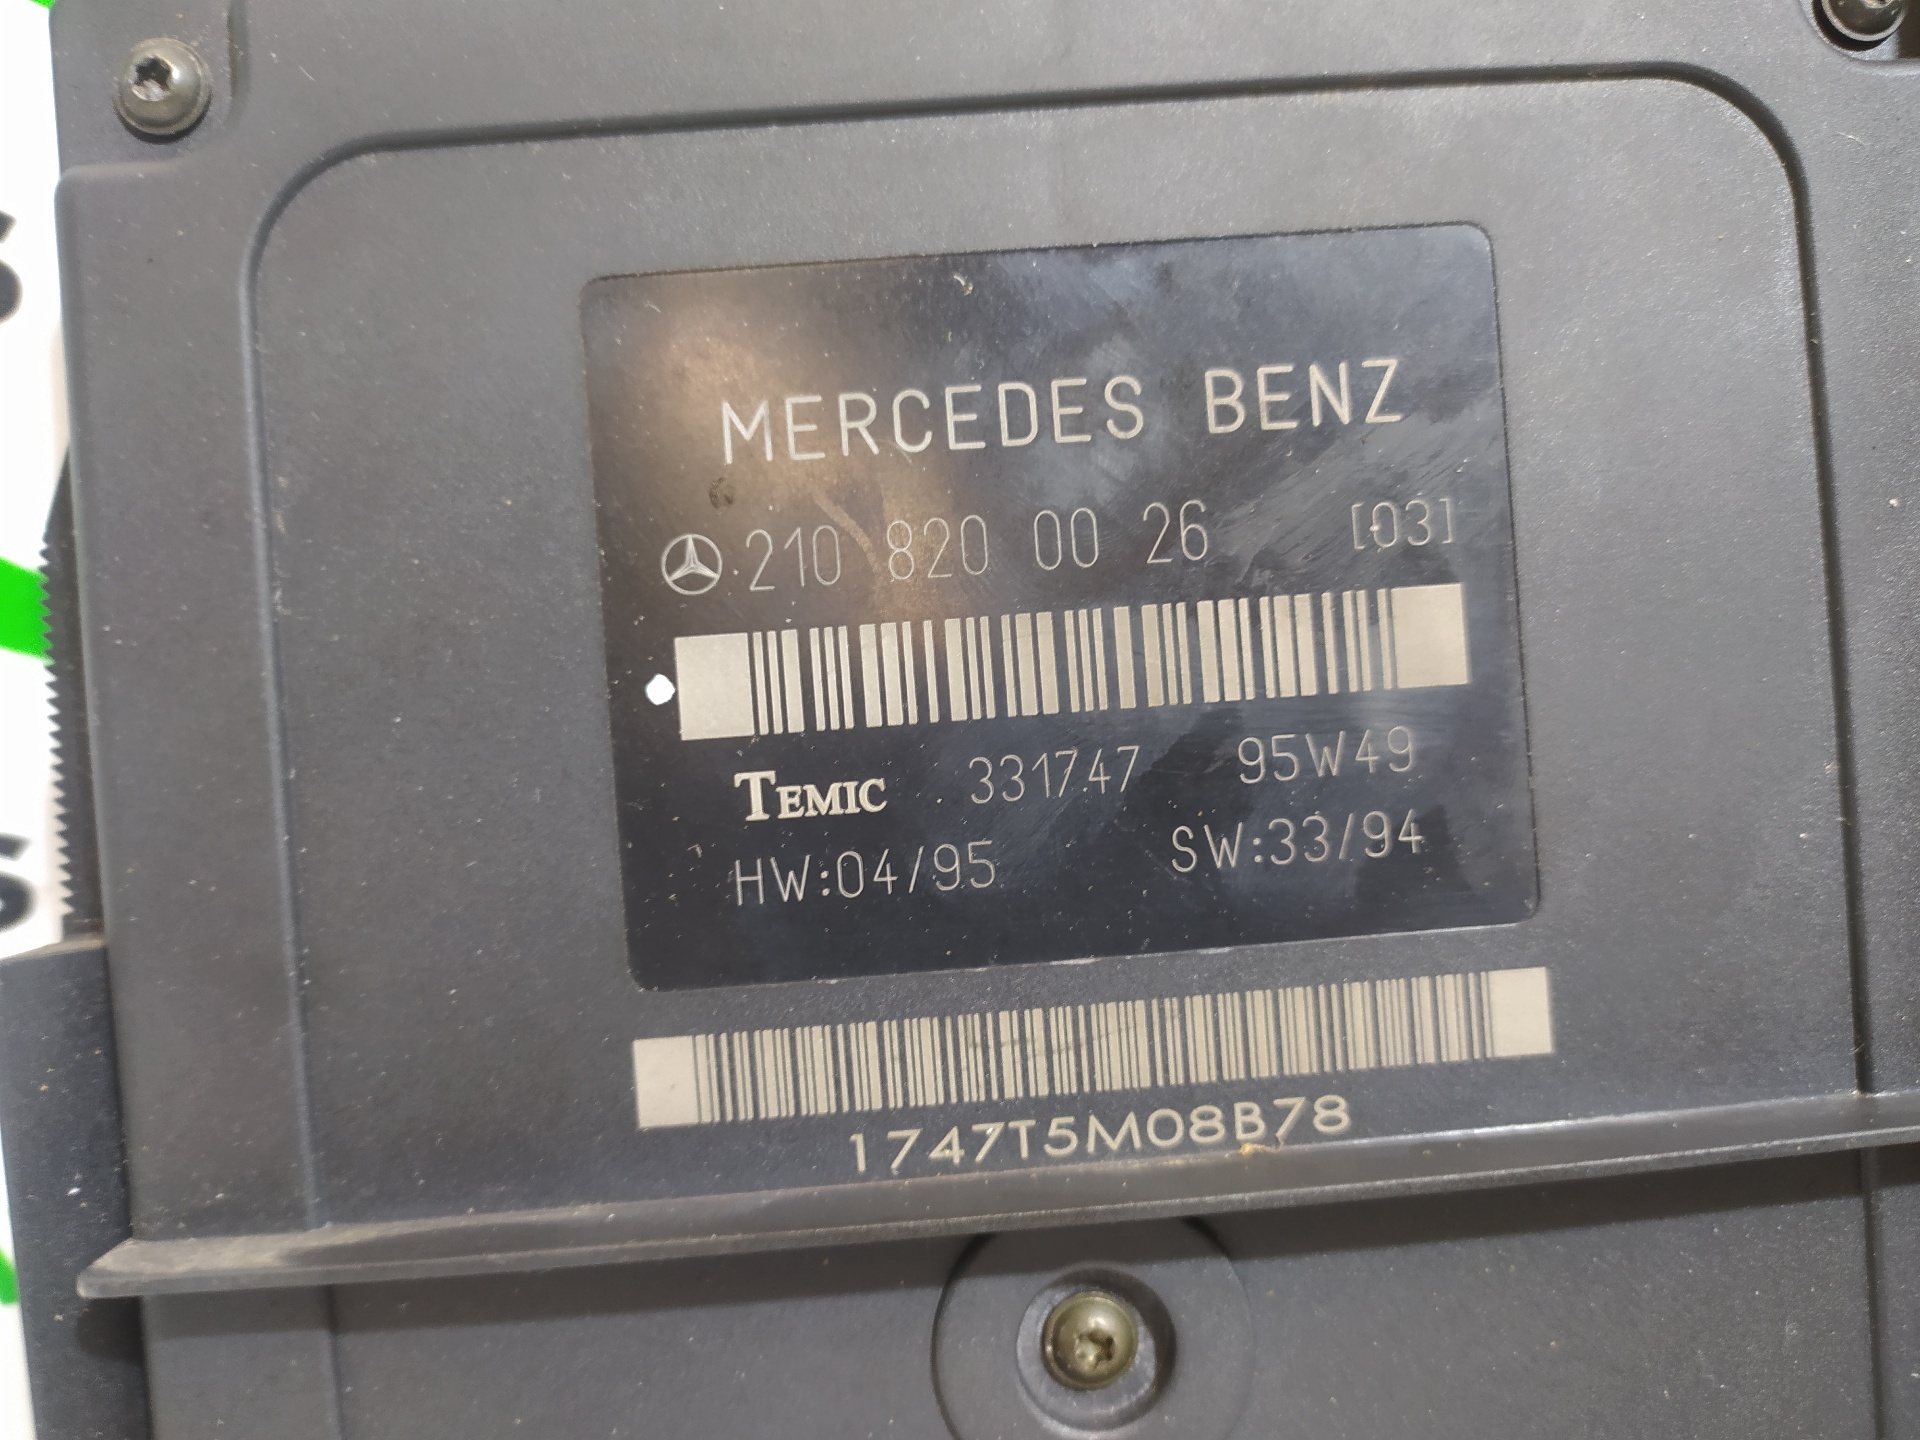 MERCEDES BENZ
210 820 00 26 [03]
TEMIC 331747 95W49
HW:04/95 SW:33/94
1747T5M08B78